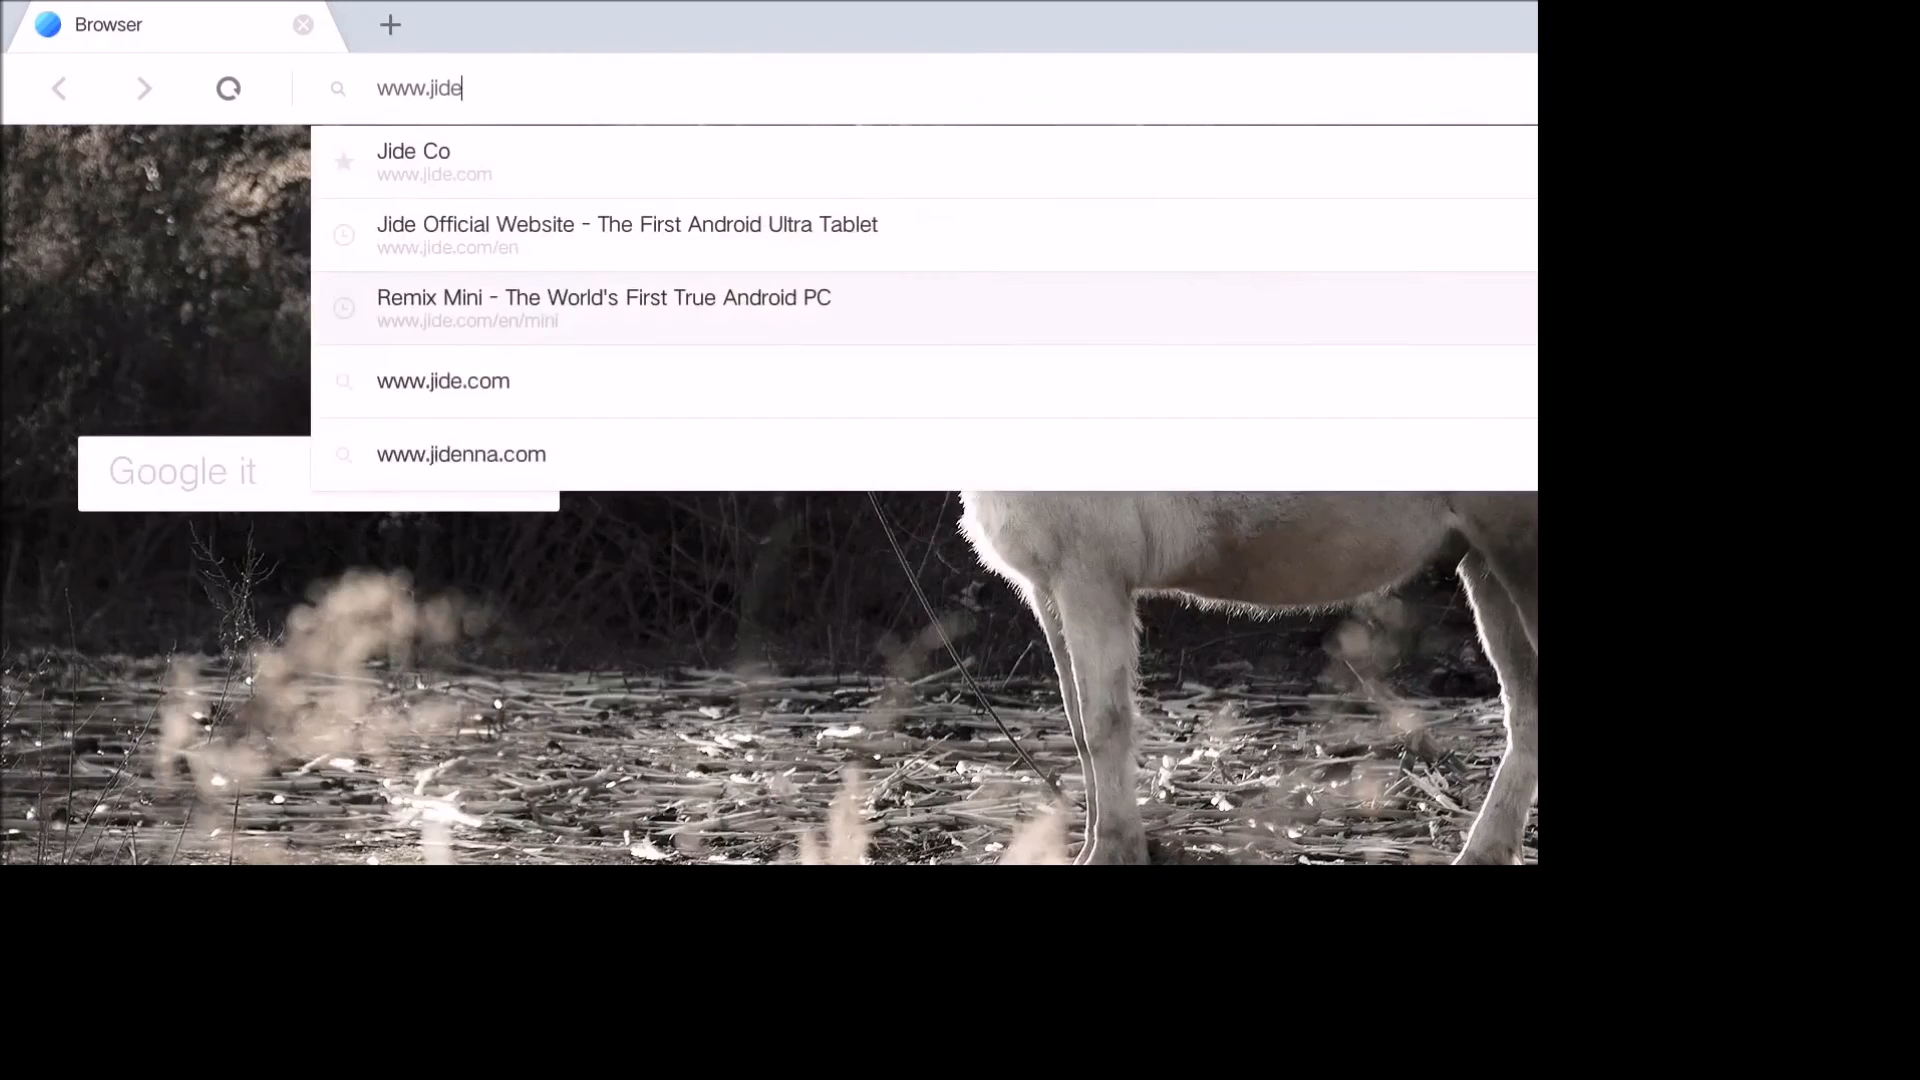 Browser
www.jide
Jide Co
www.jide.com
Jide Official Website - The First Android Ultra Tablet
www.jide.com/en
Remix Mini - The World's First True Android PC
www.jide.com/en/mini
www.jide.com
www.jidenna.com
Google it